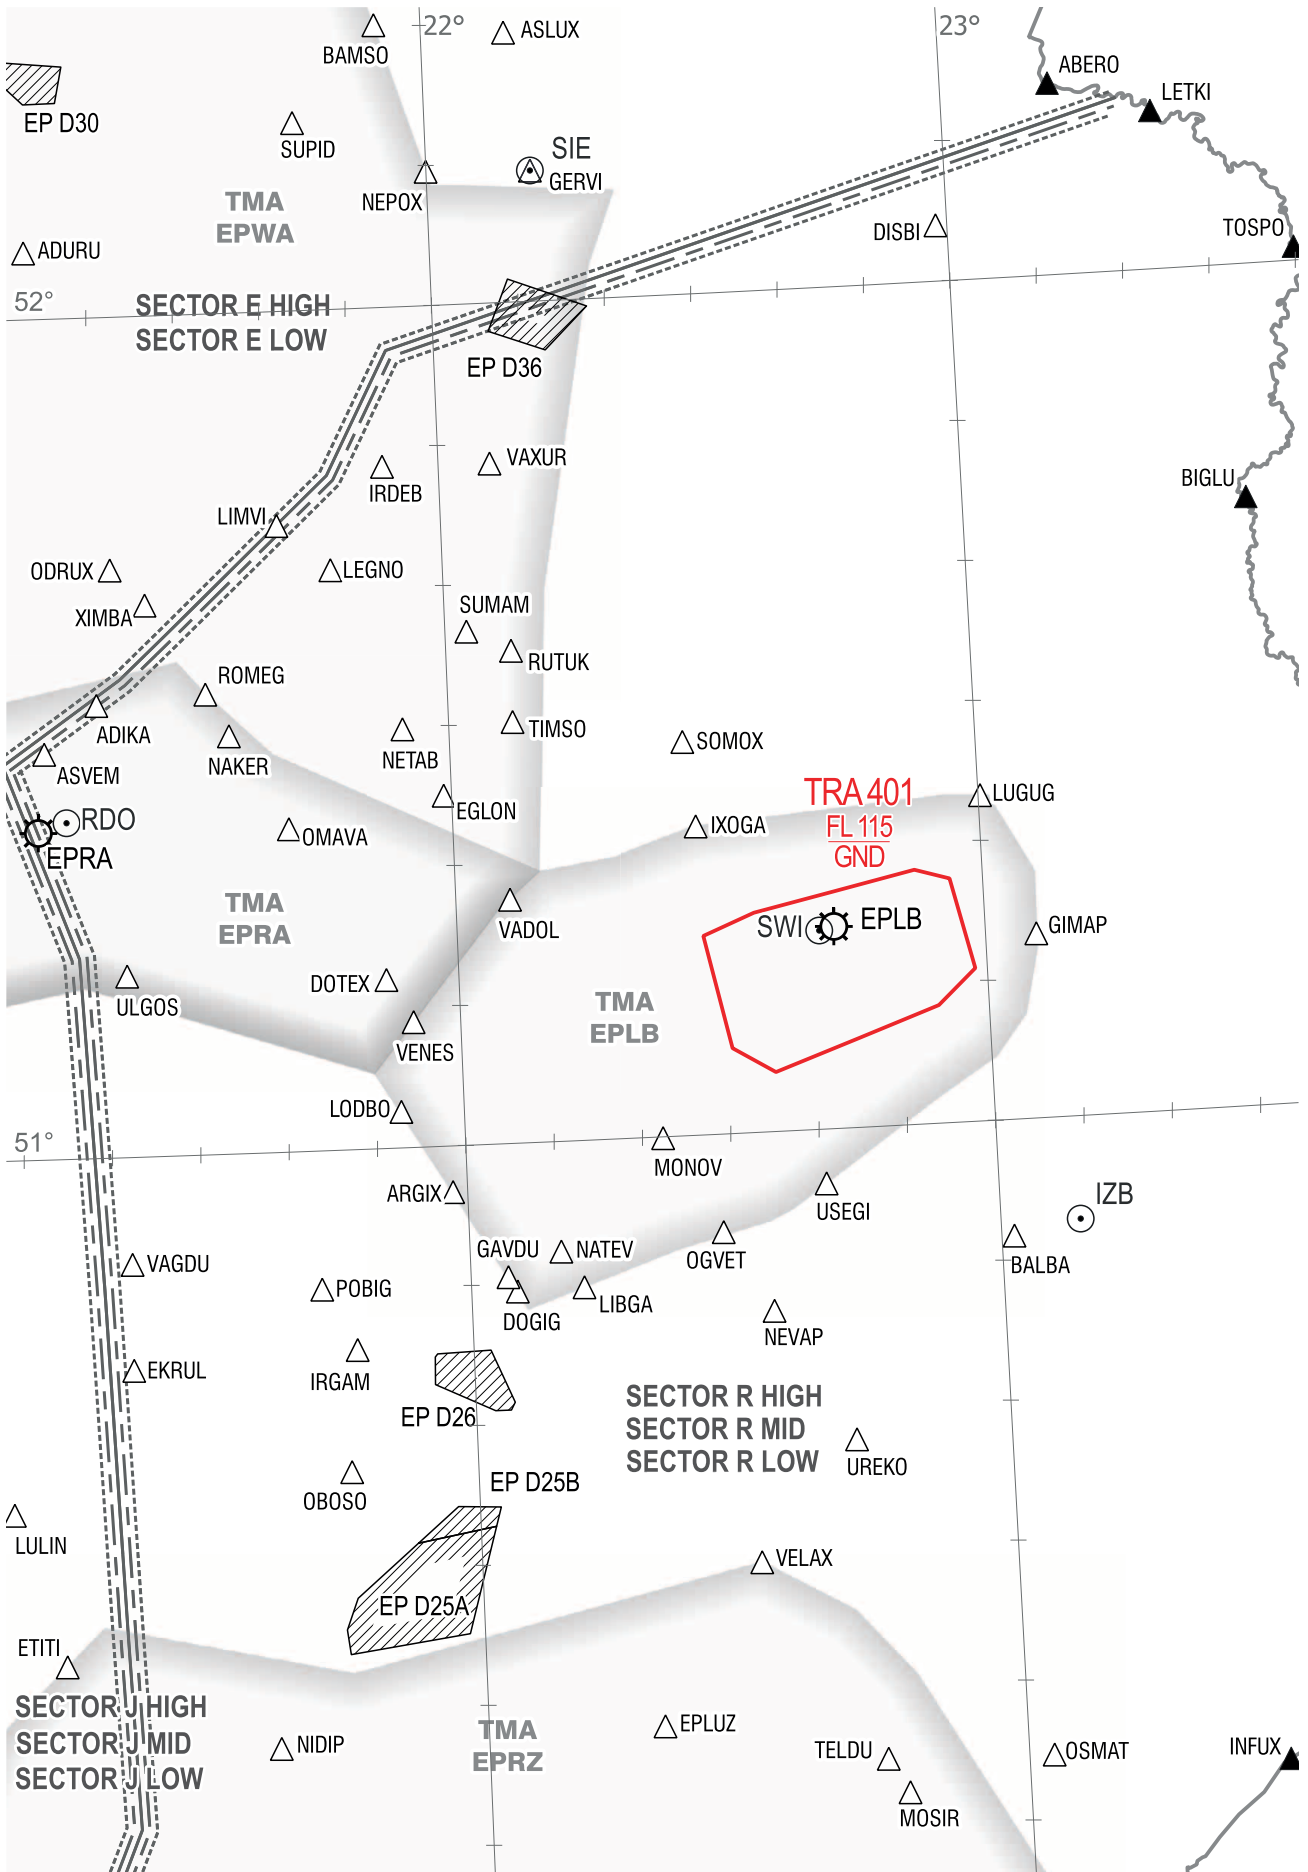 22°
23°
BAMSO
ASLUX
ABERO
LETKI
EP D30
SUPID
SIE
GERVI
NEPOX
TMA
EPWA
DISBI
TOSPO
ADURU
52°
SECTOR E HIGH
SECTOR E LOW
EP D36
VAXUR
IRDEB
BIGLU
LIMVI
ODRUX
LEGNO
XIMBA
SUMAM
RUTUK
ROMEG
ADIKA
TIMSO
NETAB
SOMOX
NAKER
ASVEM
TRA 401
FL 115
GND
LUGUG
EGLON
IXOGA
RDO
EPRA
OMAVA
TMA
EPRA
VADOL
SWI
EPLB
GIMAP
DOTEX
ULGOS
TMA
EPLB
VENES
LODBO
51°
MONOV
ARGIX
USEGI
IZB
GAVDU
NATEV
OGVET
BALBA
VAGDU
POBIG
LIBGA
DOGIG
NEVAP
EKRUL
IRGAM
SECTOR R HIGH
SECTOR R MID
SECTOR R LOW
EP D26
UREKO
EP D25B
OBOSO
LULIN
VELAX
EP D25A
ETITI
SECTOR J HIGH
SECTOR J MID
SECTOR J LOW
NIDIP
TMA
EPRZ
EPLUZ
TELDU
OSMAT
INFUX
MOSIR